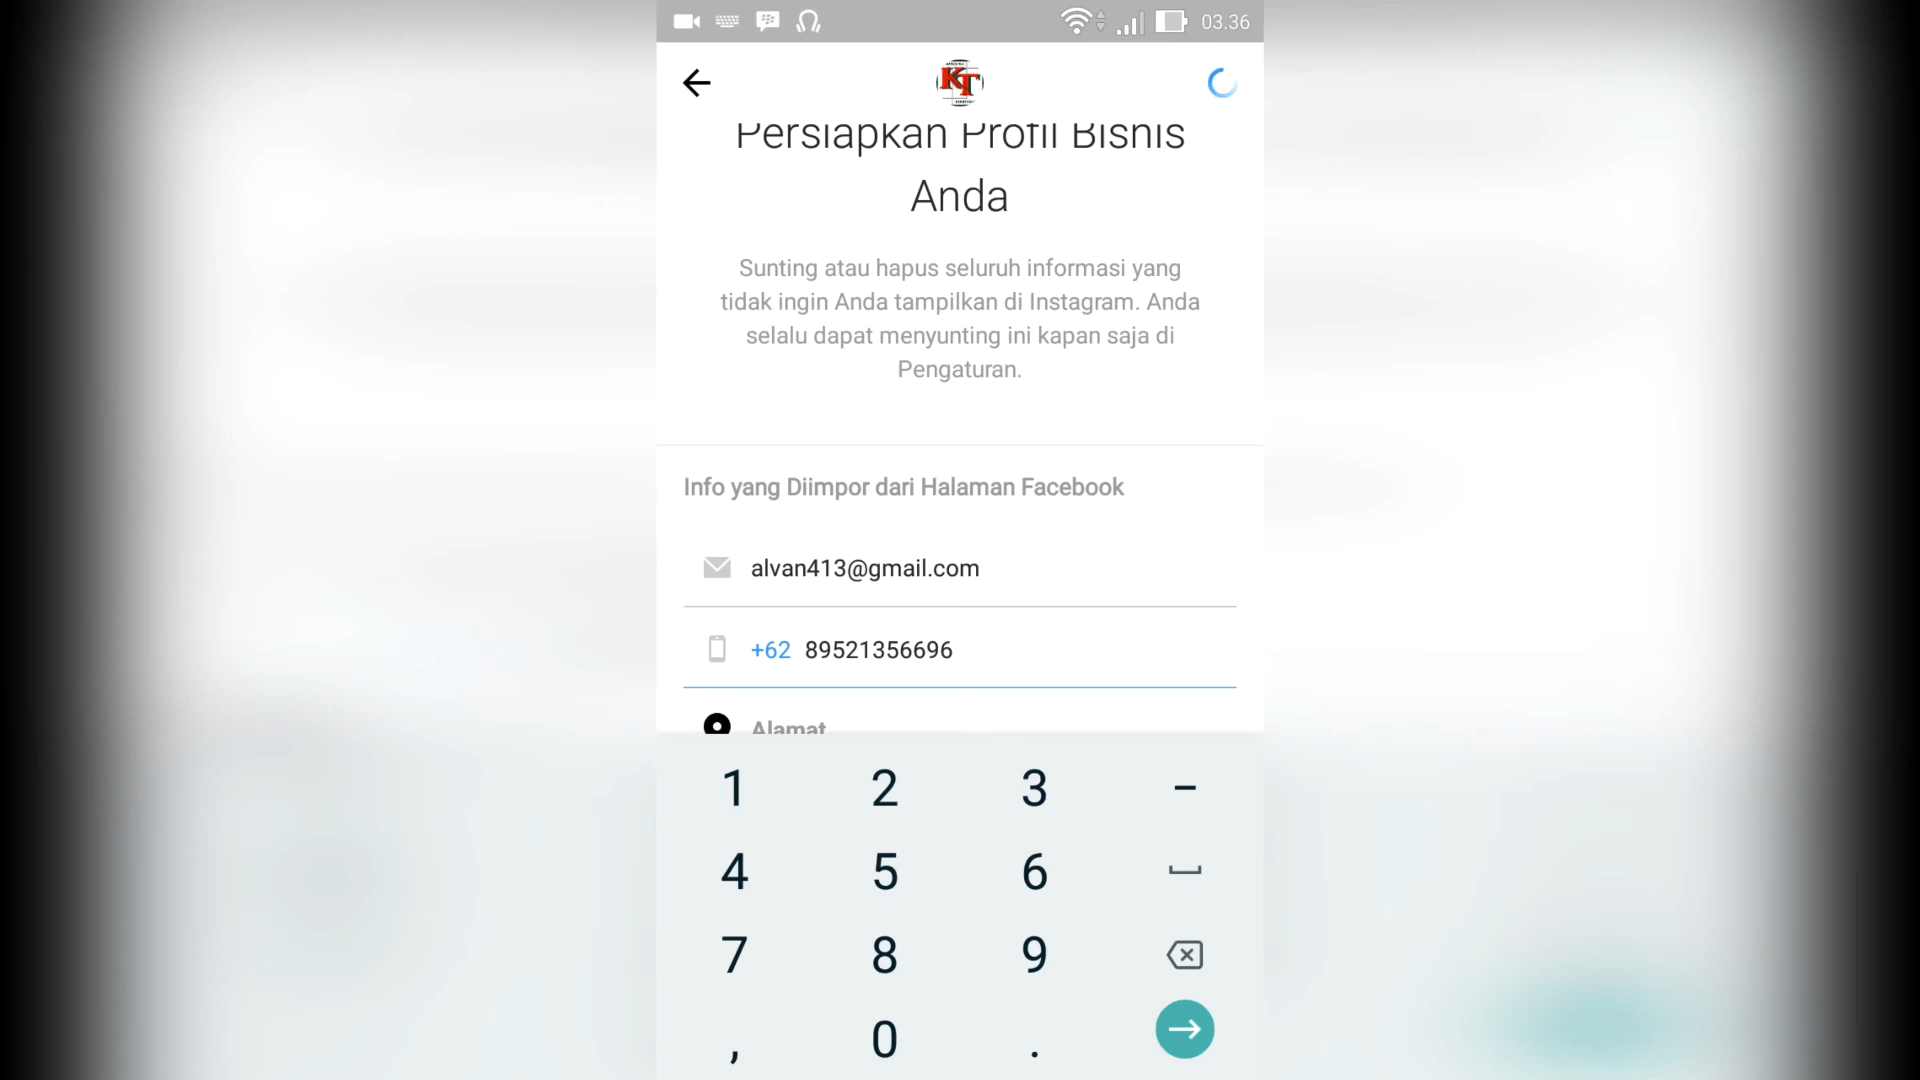 03.36
KT
Persiapkan Profil Bisnis
Anda
Sunting atau hapus seluruh informasi yang
tidak ingin Anda tampilkan di Instagram. Anda
selalu dapat menyunting ini kapan saja di
Pengaturan.
Info yang Diimpor dari Halaman Facebook
alvan413@gmail.com
+62 89521356696
Alamat
1 2 3 -
4 5 6
7 8 9
, 0 .